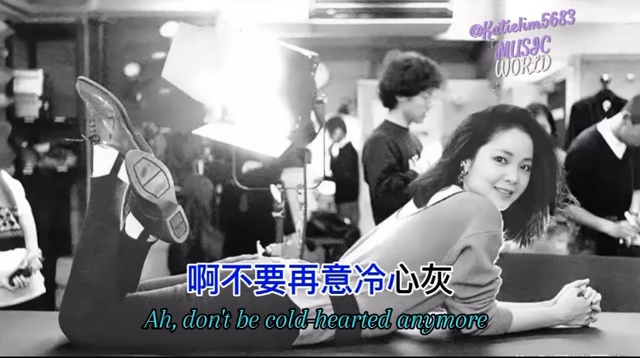 @Katielim5683
MUSIC
WORLD
啊不要再意冷心灰
Ah, don't be cold-hearted anymore